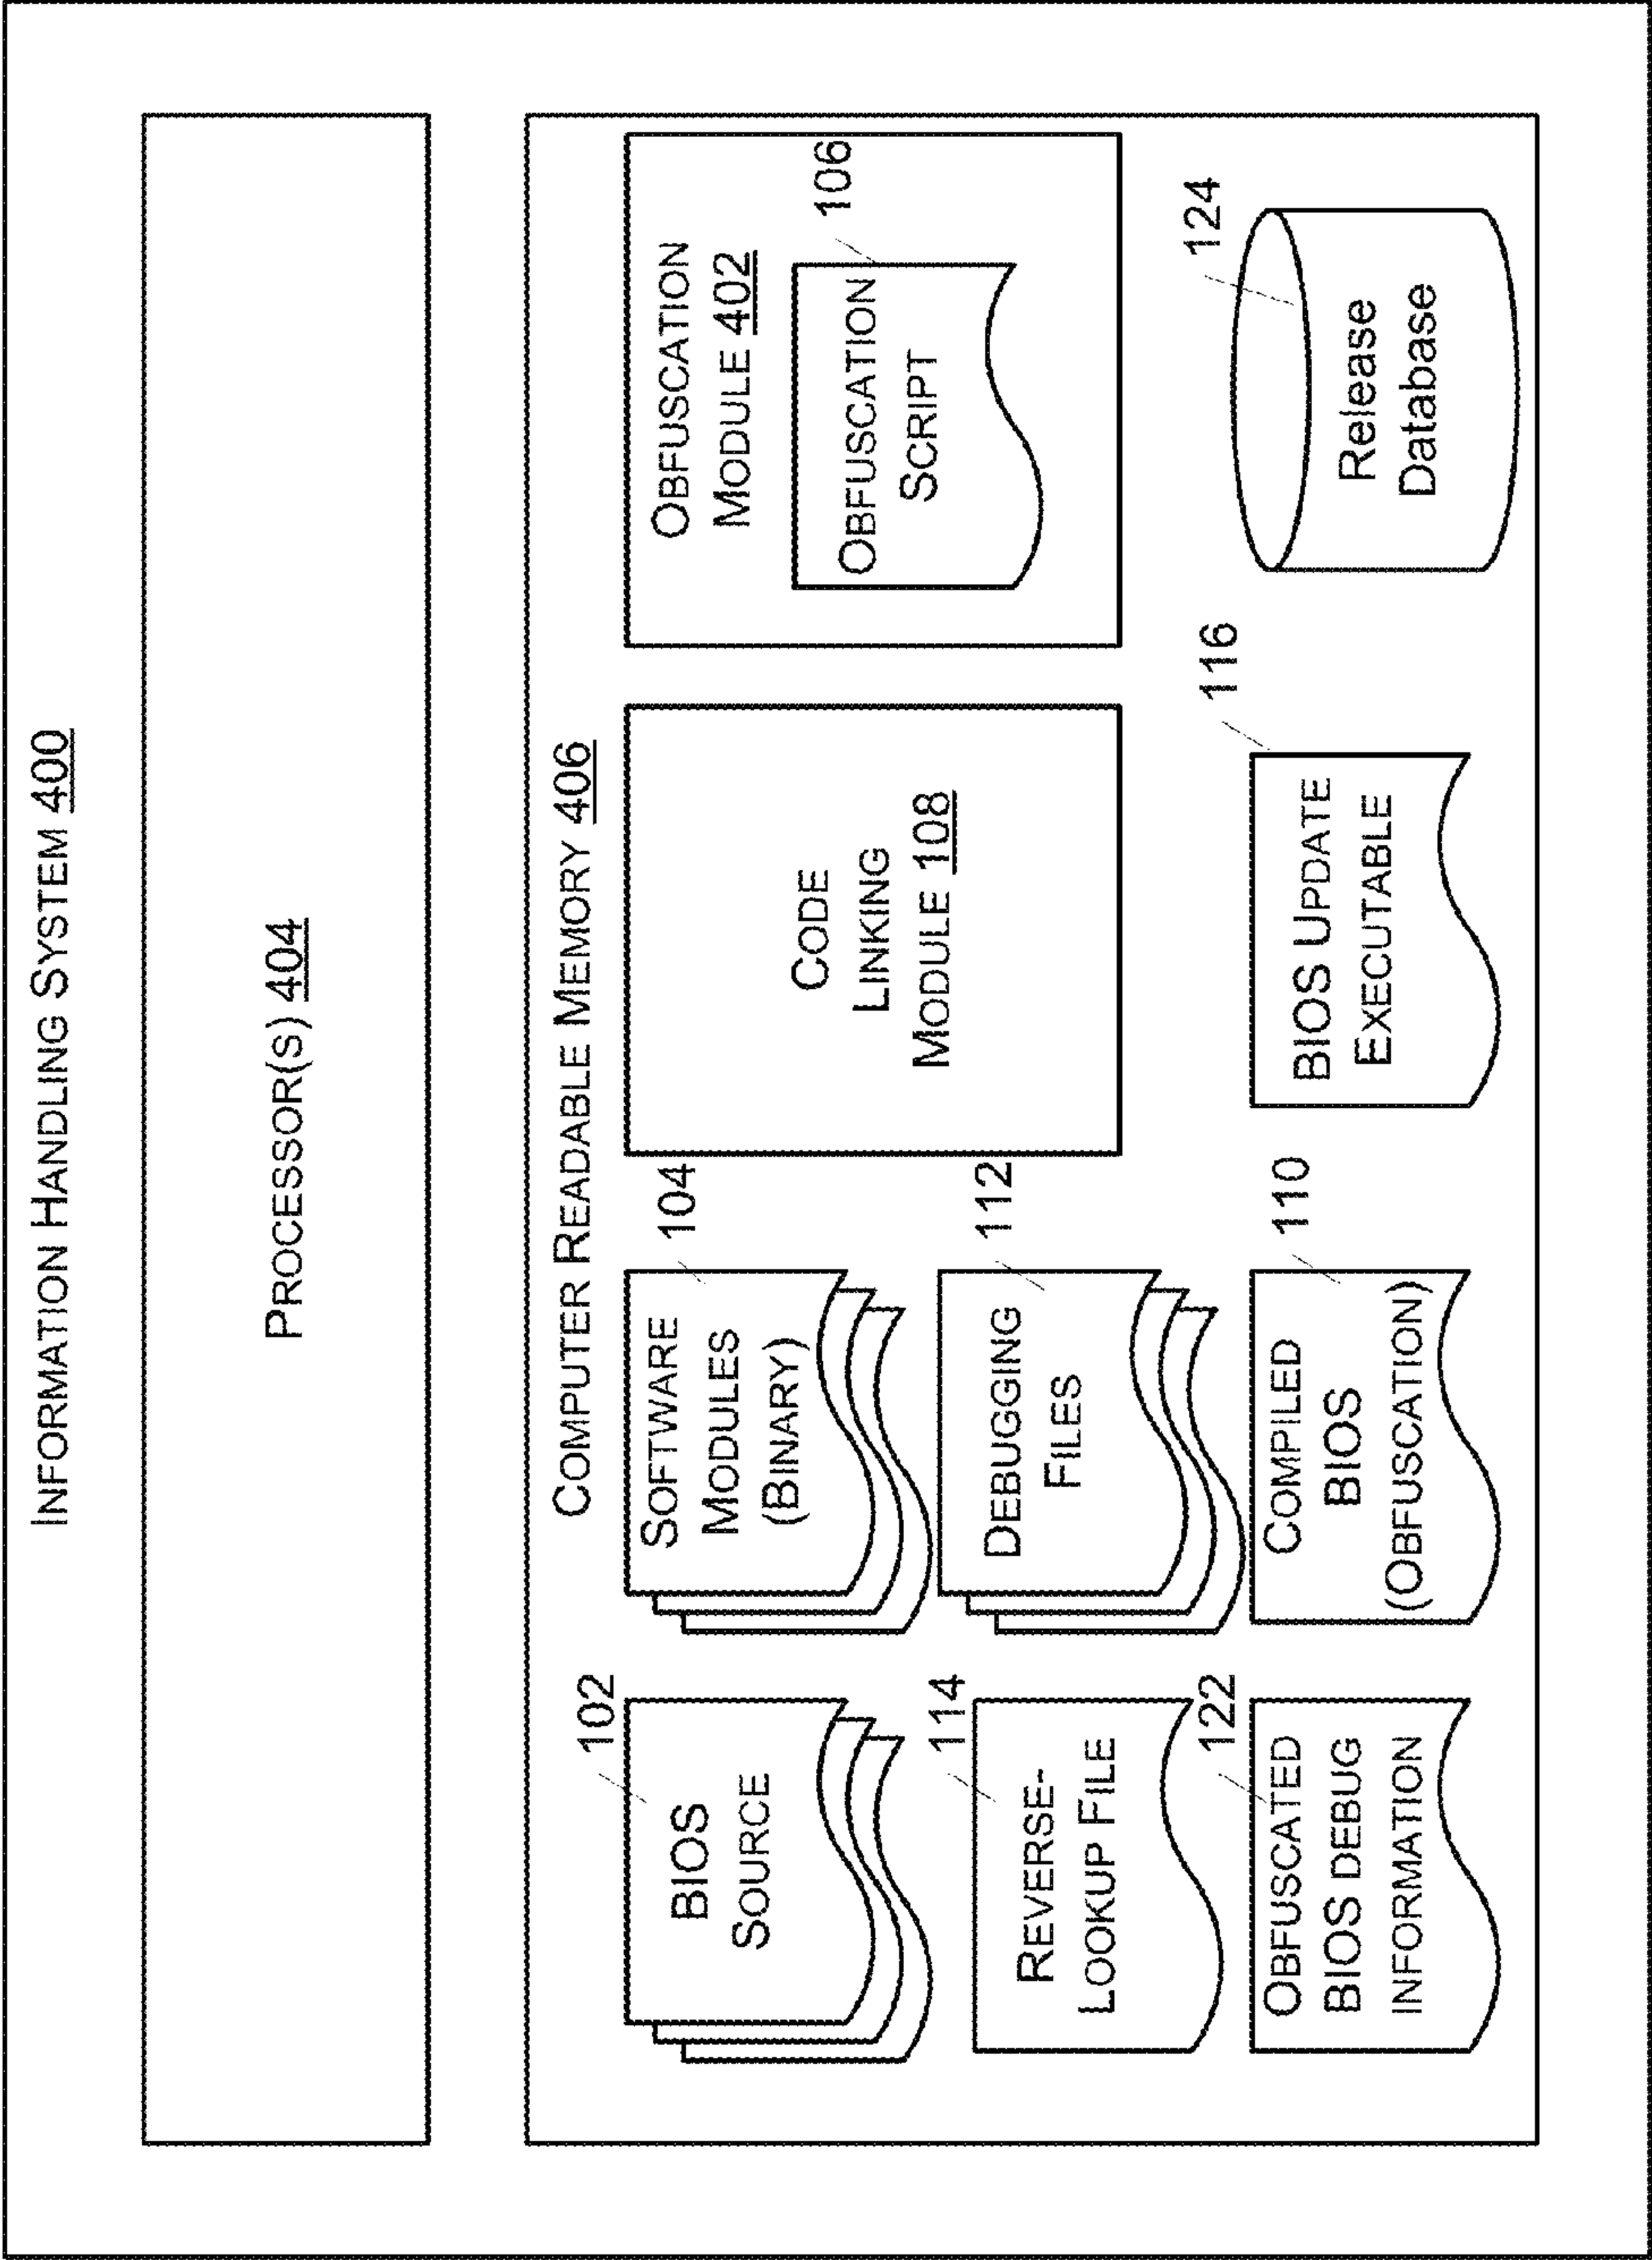 INFORMATION HANDLING SYSTEM 400
PROCESSOR(S) 404
COMPUTER READABLE MEMORY 406
102
BIOS
SOURCE
104
SOFTWARE
MODULES
(BINARY)
CODE
LINKING
MODULE 108
OBFUSCATION
MODULE 402
106
OBFUSCATION
SCRIPT
114
REVERSE-
LOOKUP FILE
112
DEBUGGING
FILES
122
OBFUSCATED
BIOS DEBUG
INFORMATION
110
COMPILED
BIOS
(OBFUSCATION)
116
BIOS UPDATE
EXECUTABLE
124
Release
Database